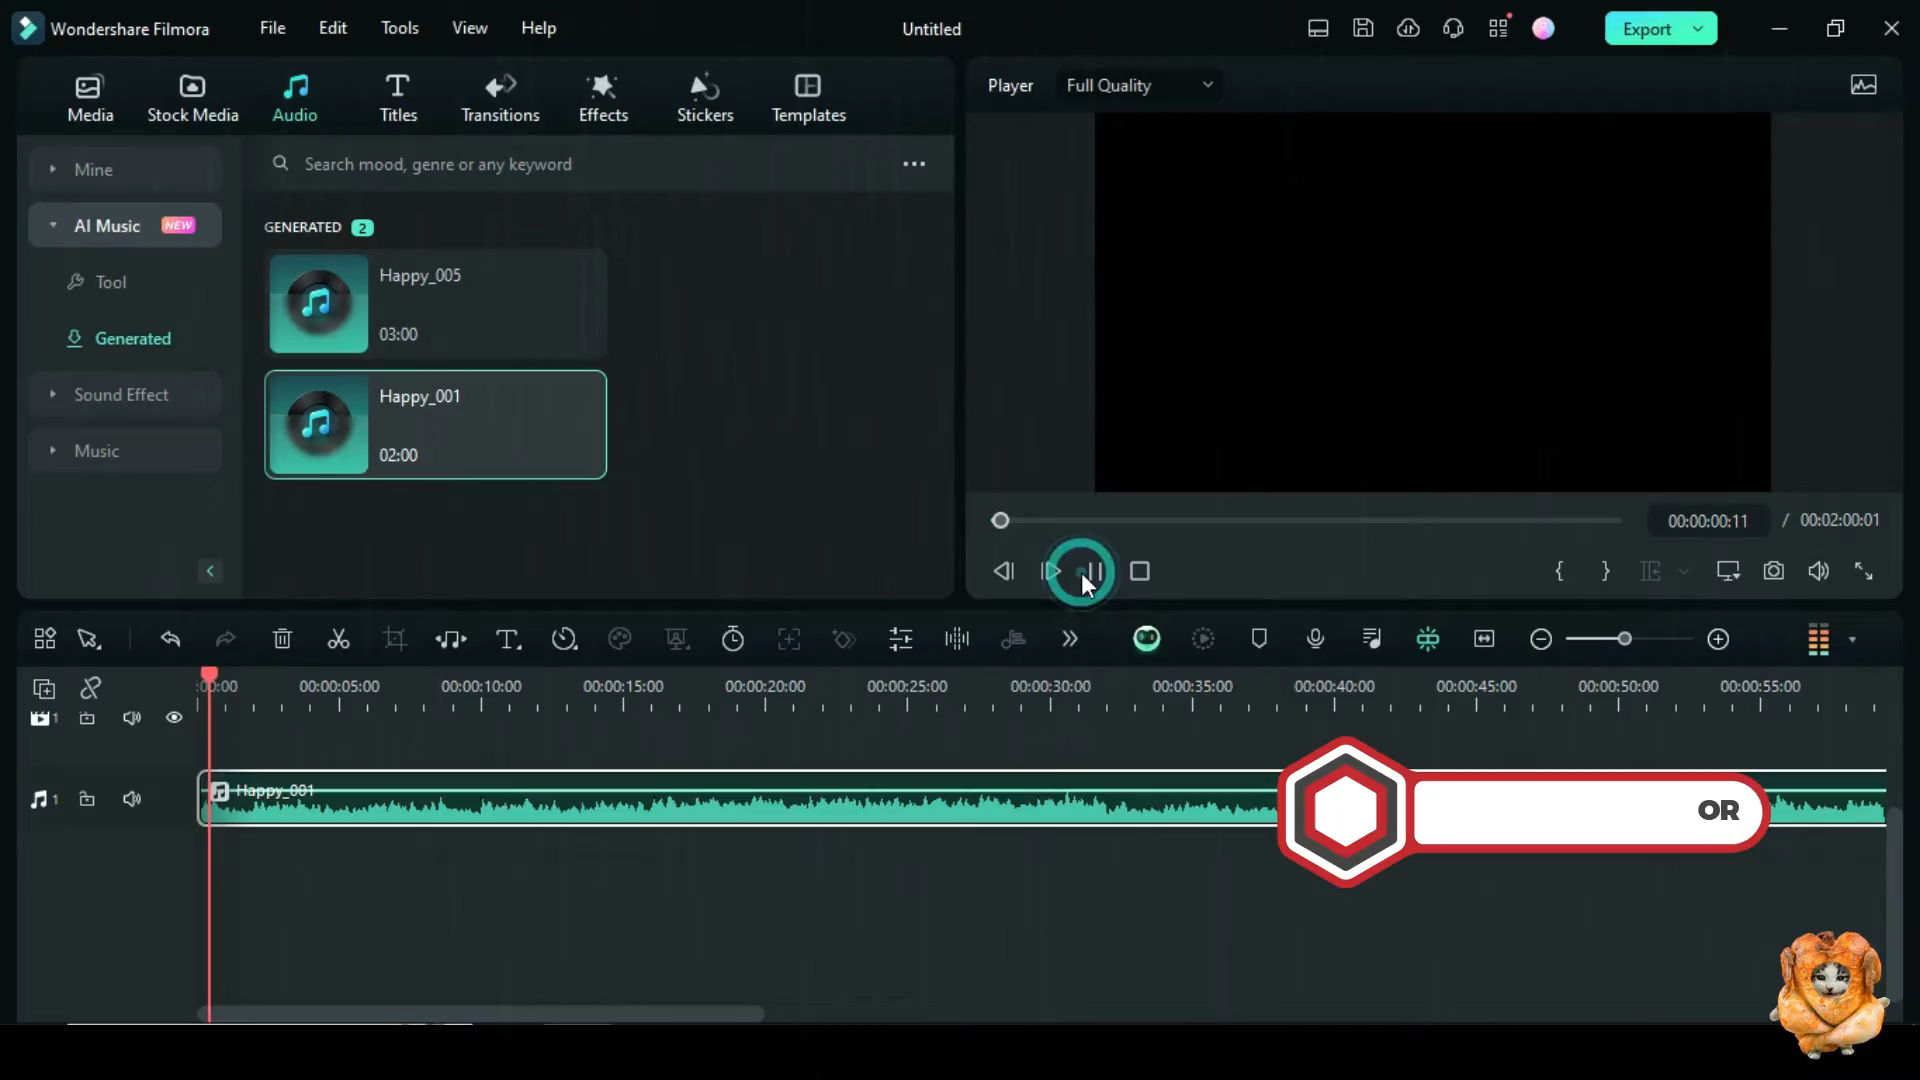 Wondershare Filmora
File
Edit
Tools
View
Help
Untitled
Export
Media
Stock Media
Audio
Titles
Transitions
Effects
Stickers
Templates
Player
Full Quality
Mine
AI Music NEW
Tool
Generated
Sound Effect
Music
Search mood, genre or any keyword
GENERATED 2
Happy_005
03:00
Happy_001
02:00
00:00:00:11 / 00:02:00:01
:00:00
00:00:05:00
00:00:10:00
00:00:15:00
00:00:20:00
00:00:25:00
00:00:30:00
00:00:35:00
00:00:40:00
00:00:45:00
00:00:50:00
00:00:55:00
1
1
Happy_001
OR